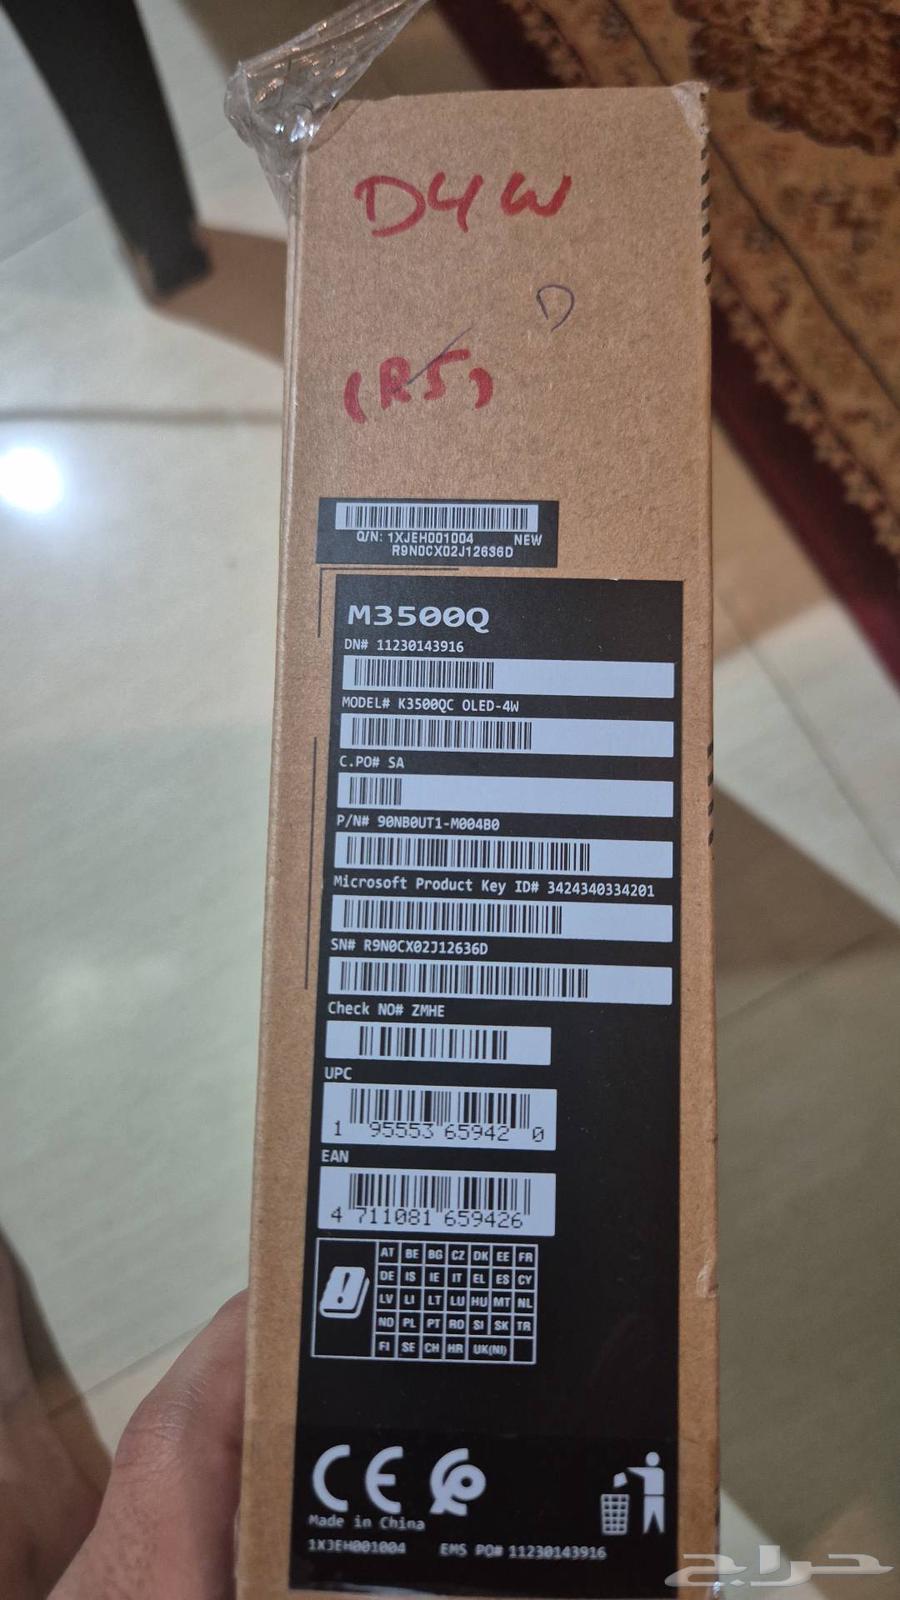 D4W
D
(R5)
Q/N: 1XJEH001004 NEW
R9N0CX02J12636D
M3500Q
DN# 11230143916
MODEL# K3500QC OLED-4W
C.PO# SA
P/N# 90NB0UT1-M004B0
Microsoft Product Key ID# 3424340334201
SN# R9N0CX02J12636D
Check NO# ZMHE
UPC
1 95553 65942 0
EAN
4 711081 659426
AT BE BG CZ DK EE FR
DE IS IE IT EL ES CY
LV LI LT LU HU MT NL
NO PL PT RO SI SK TR
FI SE CH HR UK(NI)
CE
Made in China
1XJEH001004 EMS PO# 11230143916
حراج